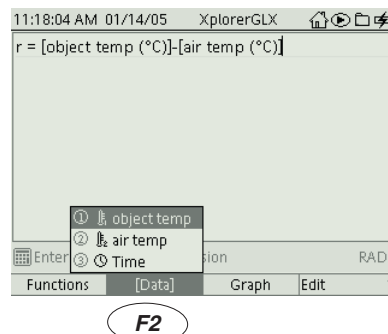 11:18:04 AM 01/14/05 XplorerGLX
r = [object temp (°C)]-[air temp (°C)]
① object temp
② air temp
③ Time
Enter sion RAD
Functions [Data] Graph Edit
F2